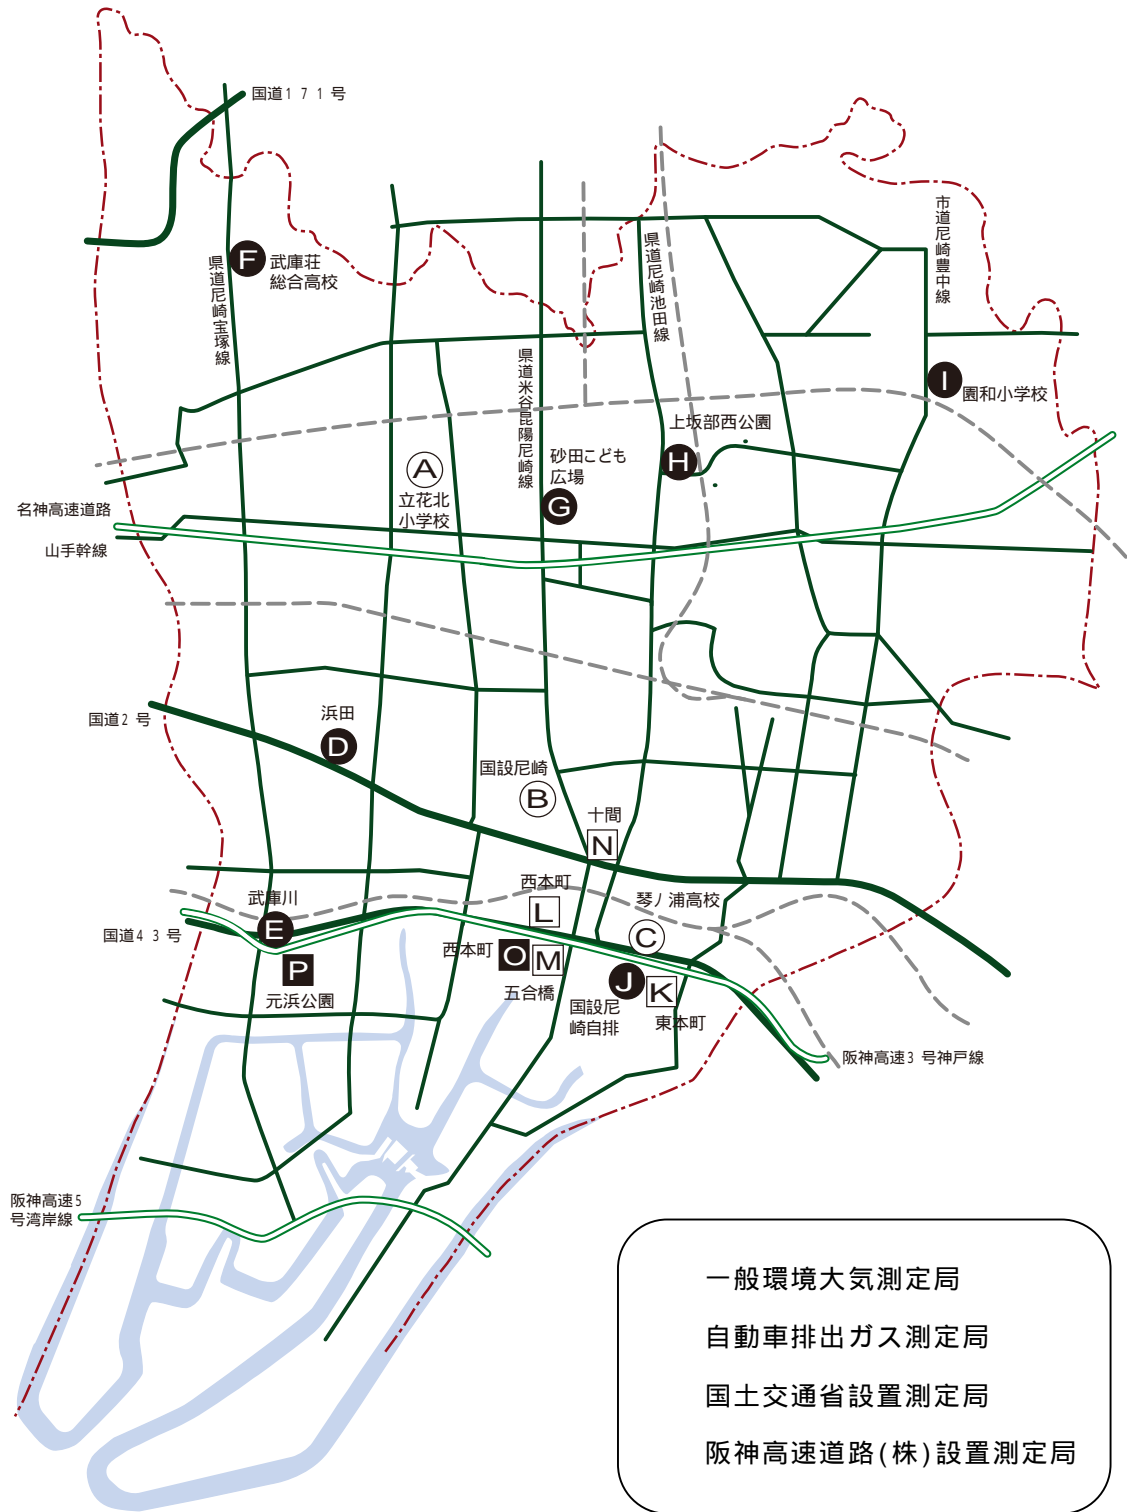 国道171号
市道尼崎豊中線
県道尼崎池田線
F
武庫荘
総合高校
県道尼崎宝塚線
県道米谷昆陽尼崎線
I
園和小学校
上坂部西公園
H
砂田こども
広場
G
A
立花北
小学校
名神高速道路
山手幹線
国道2号
浜田
D
国設尼崎
B
十間
N
西本町
L
武庫川
E
琴ノ浦高校
C
国道43号
西本町
O
M
五合橋
P
元浜公園
J
国設尼
崎自排
K
東本町
阪神高速3号神戸線
阪神高速5
号湾岸線
一般環境大気測定局
自動車排出ガス測定局
国土交通省設置測定局
阪神高速道路(株)設置測定局